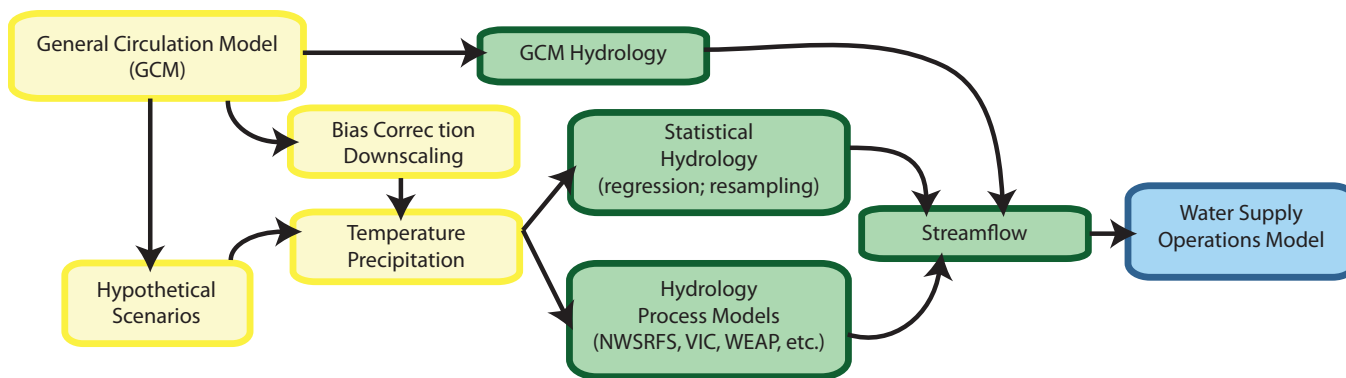 General Circulation Model
(GCM)
GCM Hydrology
Bias Correc tion
Downscaling
Statistical
Hydrology
(regression; resampling)
Temperature
Precipitation
Hypothetical
Scenarios
Hydrology
Process Models
(NWSRFS, VIC, WEAP, etc.)
Streamflow
Water Supply
Operations Model